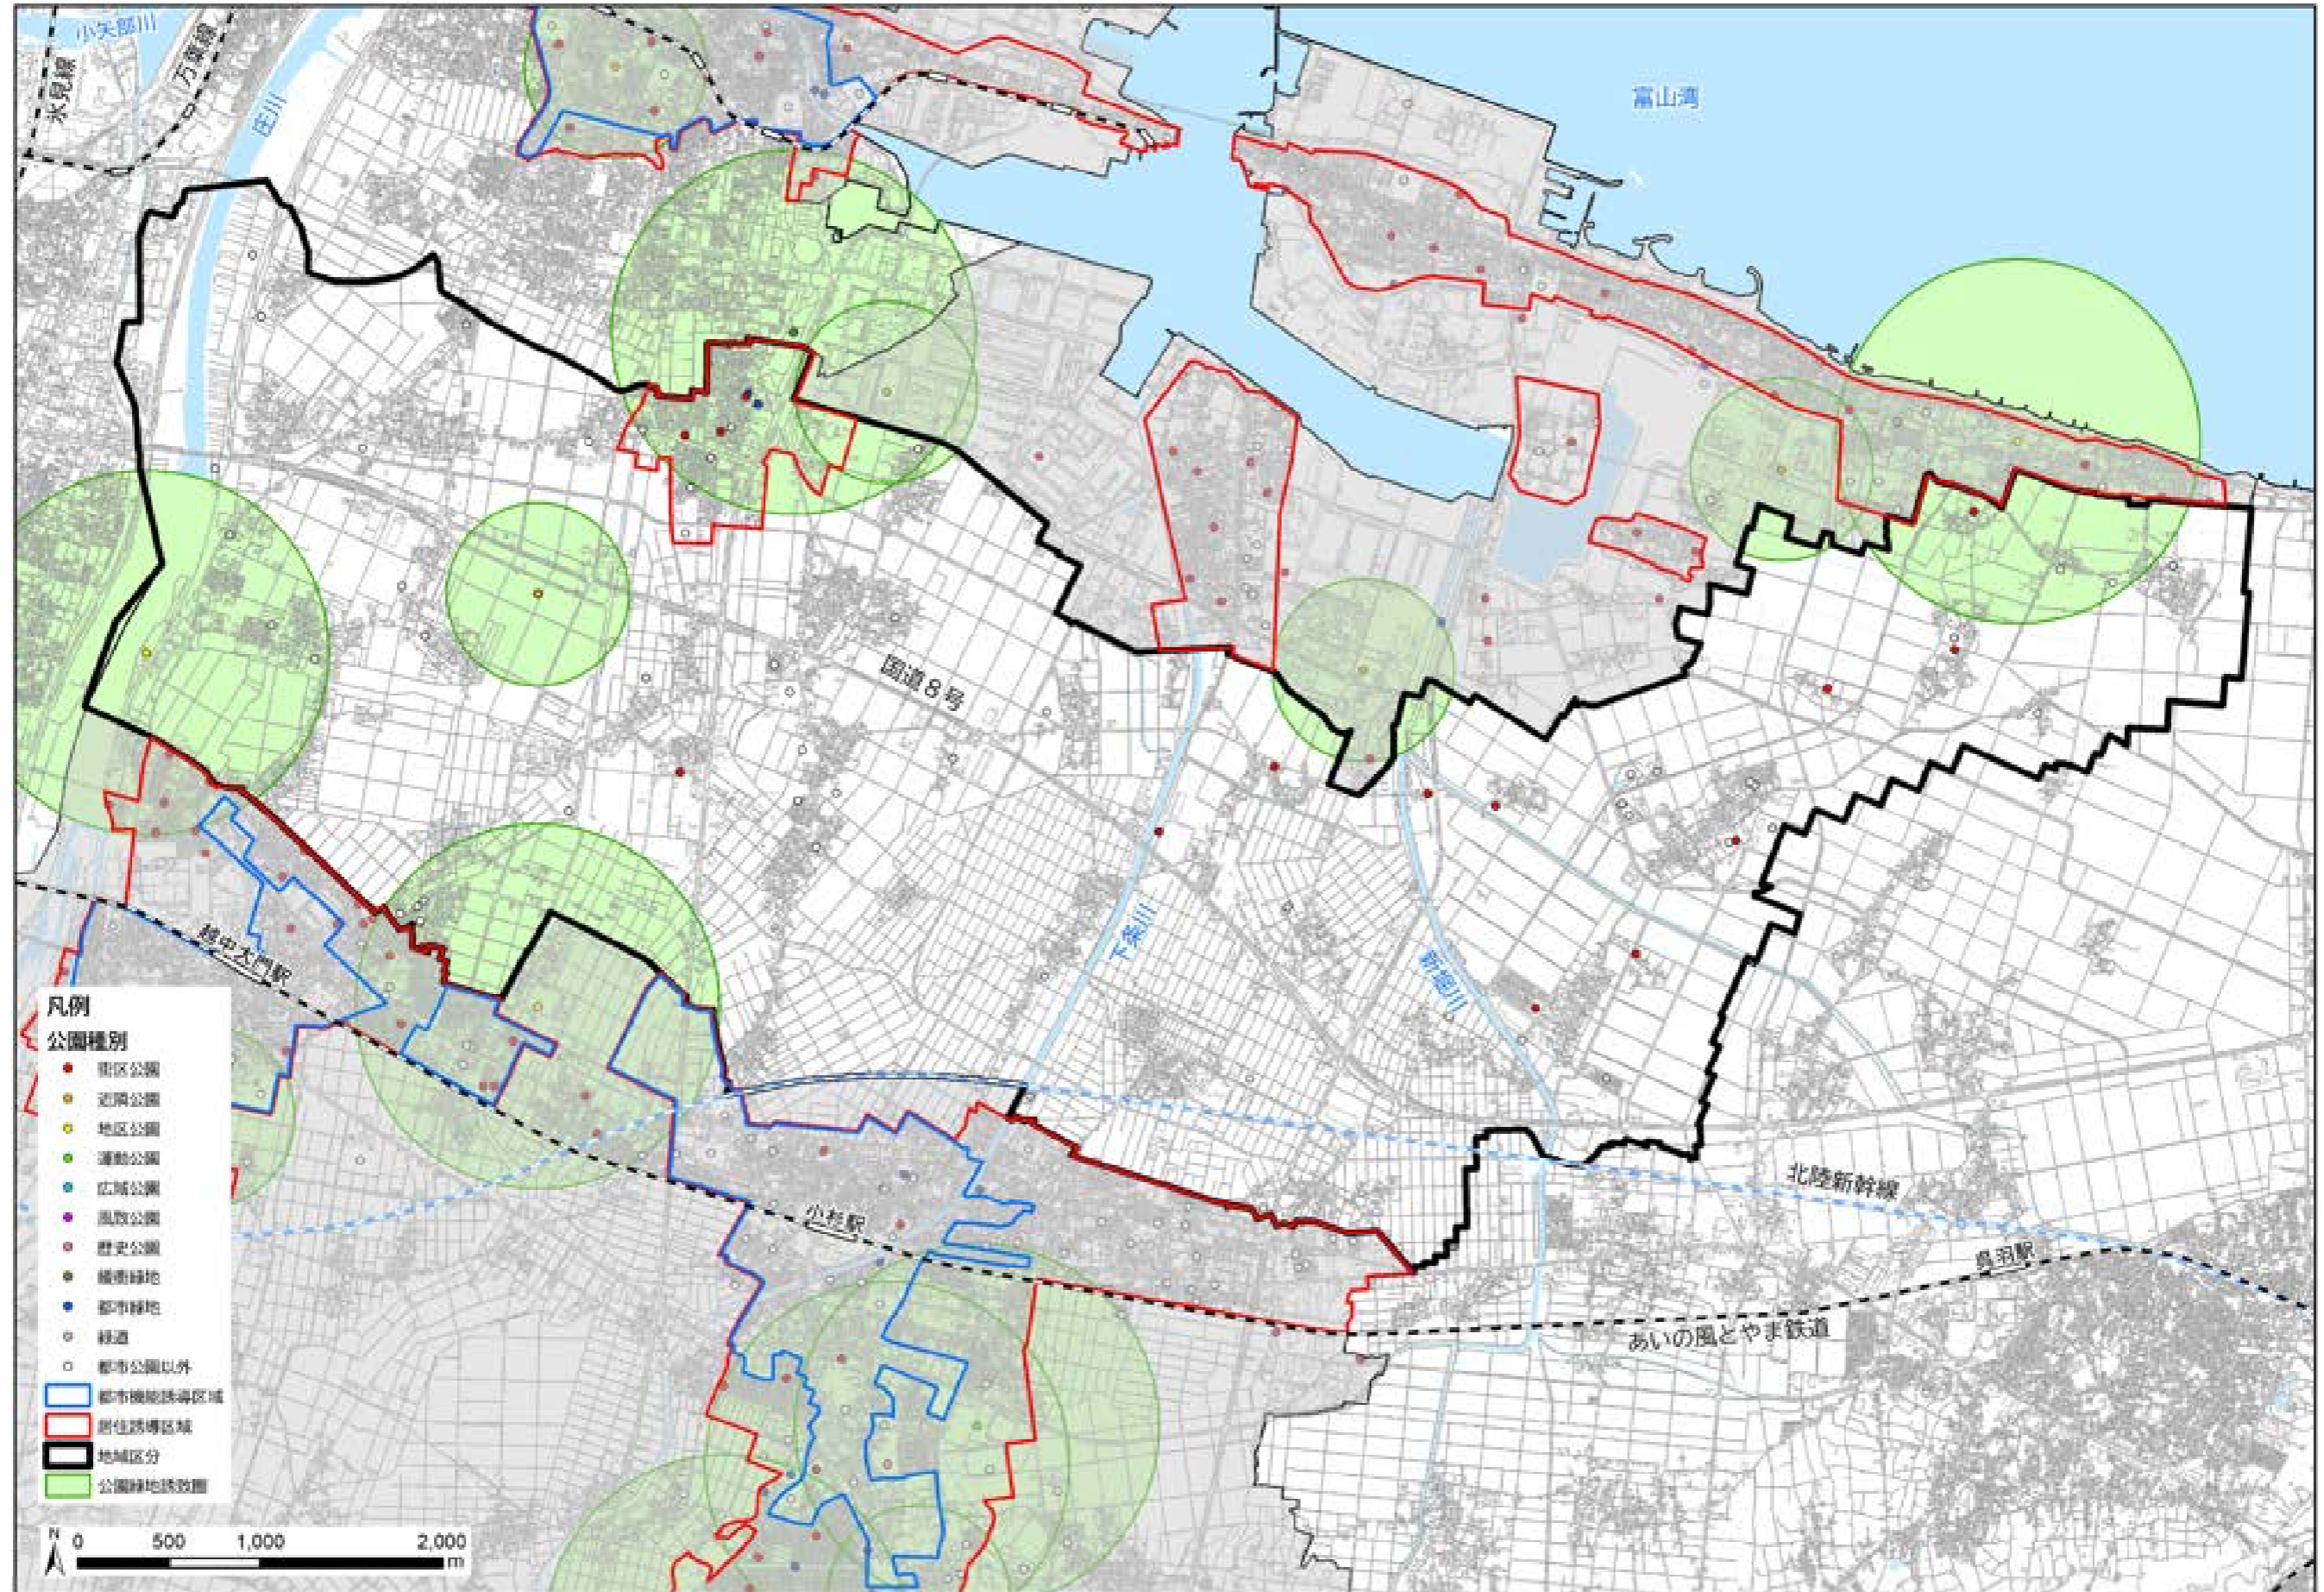 小矢部川
万葉線
氷見線
庄川
富山湾
国道8号
下条川
新堀川
越中大門駅
小杉駅
北陸新幹線
呉羽駅
あいの風とやま鉄道
凡例
公園種別
街区公園
近隣公園
地区公園
運動公園
広域公園
風致公園
歴史公園
緩衝緑地
都市緑地
緑道
都市公園以外
都市機能誘導区域
居住誘導区域
地域区分
公園緑地誘致圏
N
0 500 1,000 2,000
m